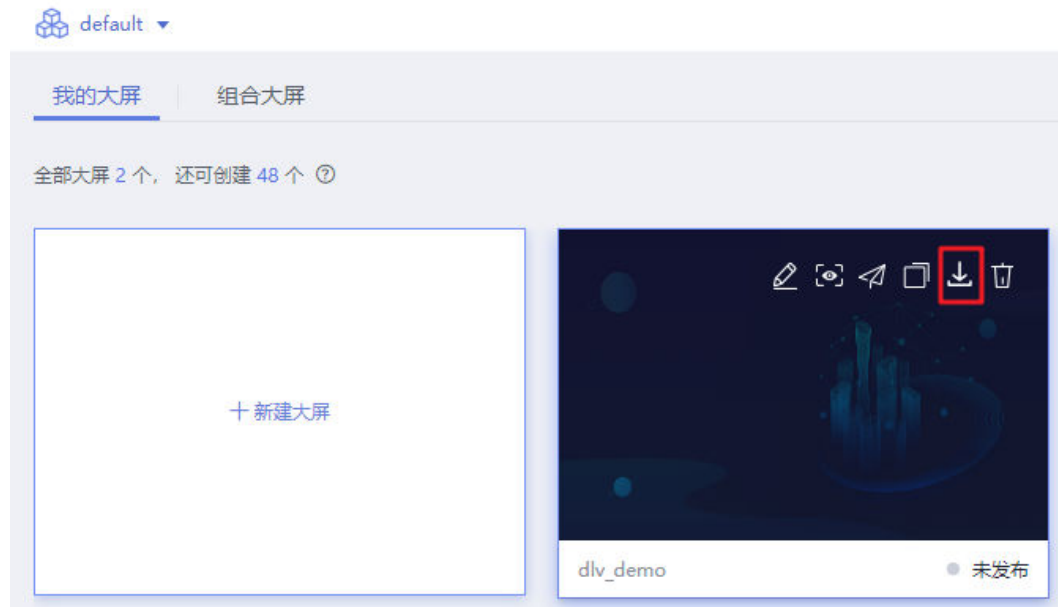 default
我的大屏 组合大屏
全部大屏 2 个, 还可创建 48 个 ?
+ 新建大屏
dlv_demo 未发布